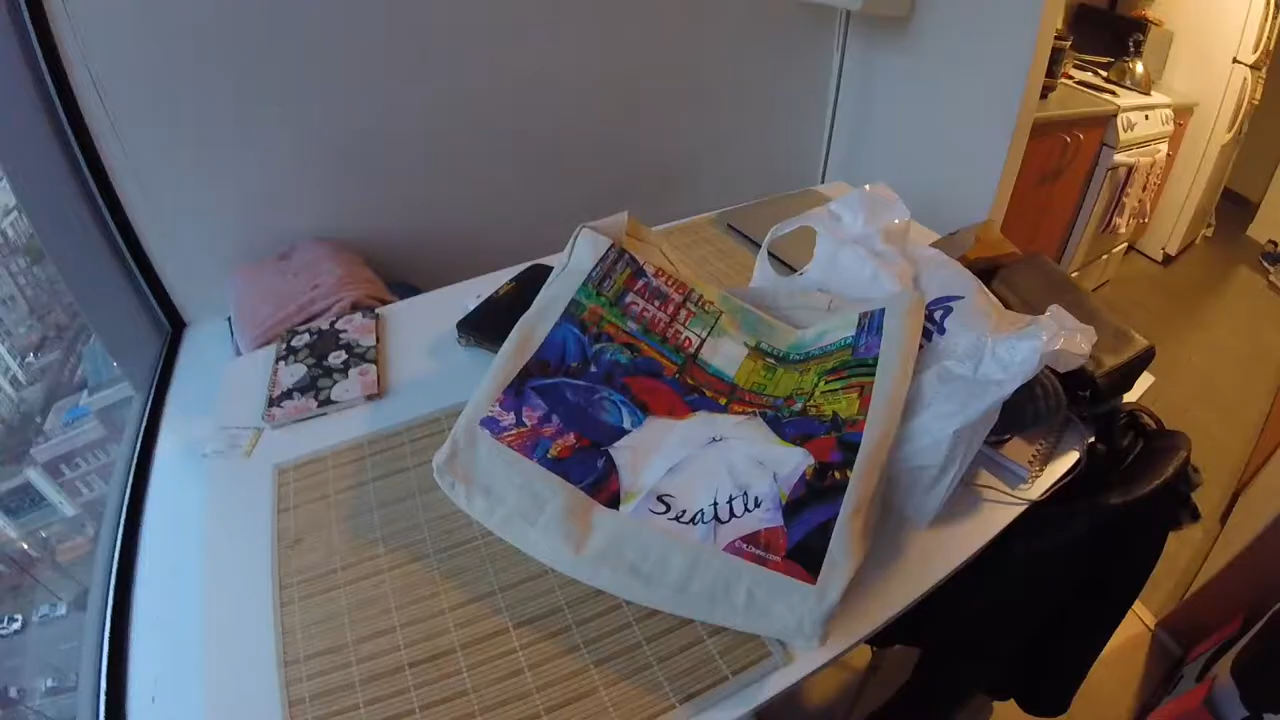 PUBLIC
MARKET
CENTER
MEET THE PRODUCER
Seattle